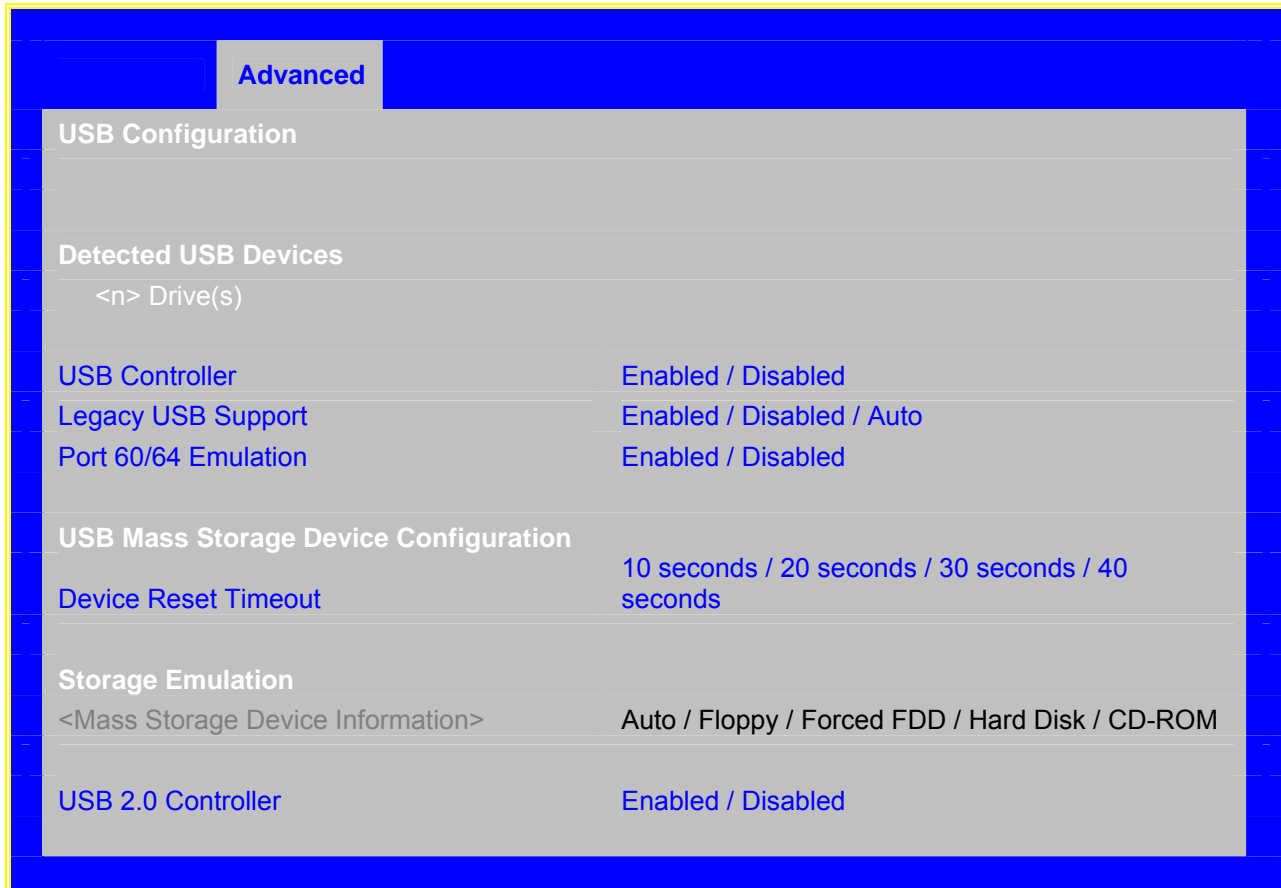 Advanced
USB Configuration
Detected USB Devices
<n> Drive(s)
USB Controller Enabled / Disabled
Legacy USB Support Enabled / Disabled / Auto
Port 60/64 Emulation Enabled / Disabled
USB Mass Storage Device Configuration
Device Reset Timeout 10 seconds / 20 seconds / 30 seconds / 40
seconds
Storage Emulation
<Mass Storage Device Information> Auto / Floppy / Forced FDD / Hard Disk / CD-ROM
USB 2.0 Controller Enabled / Disabled